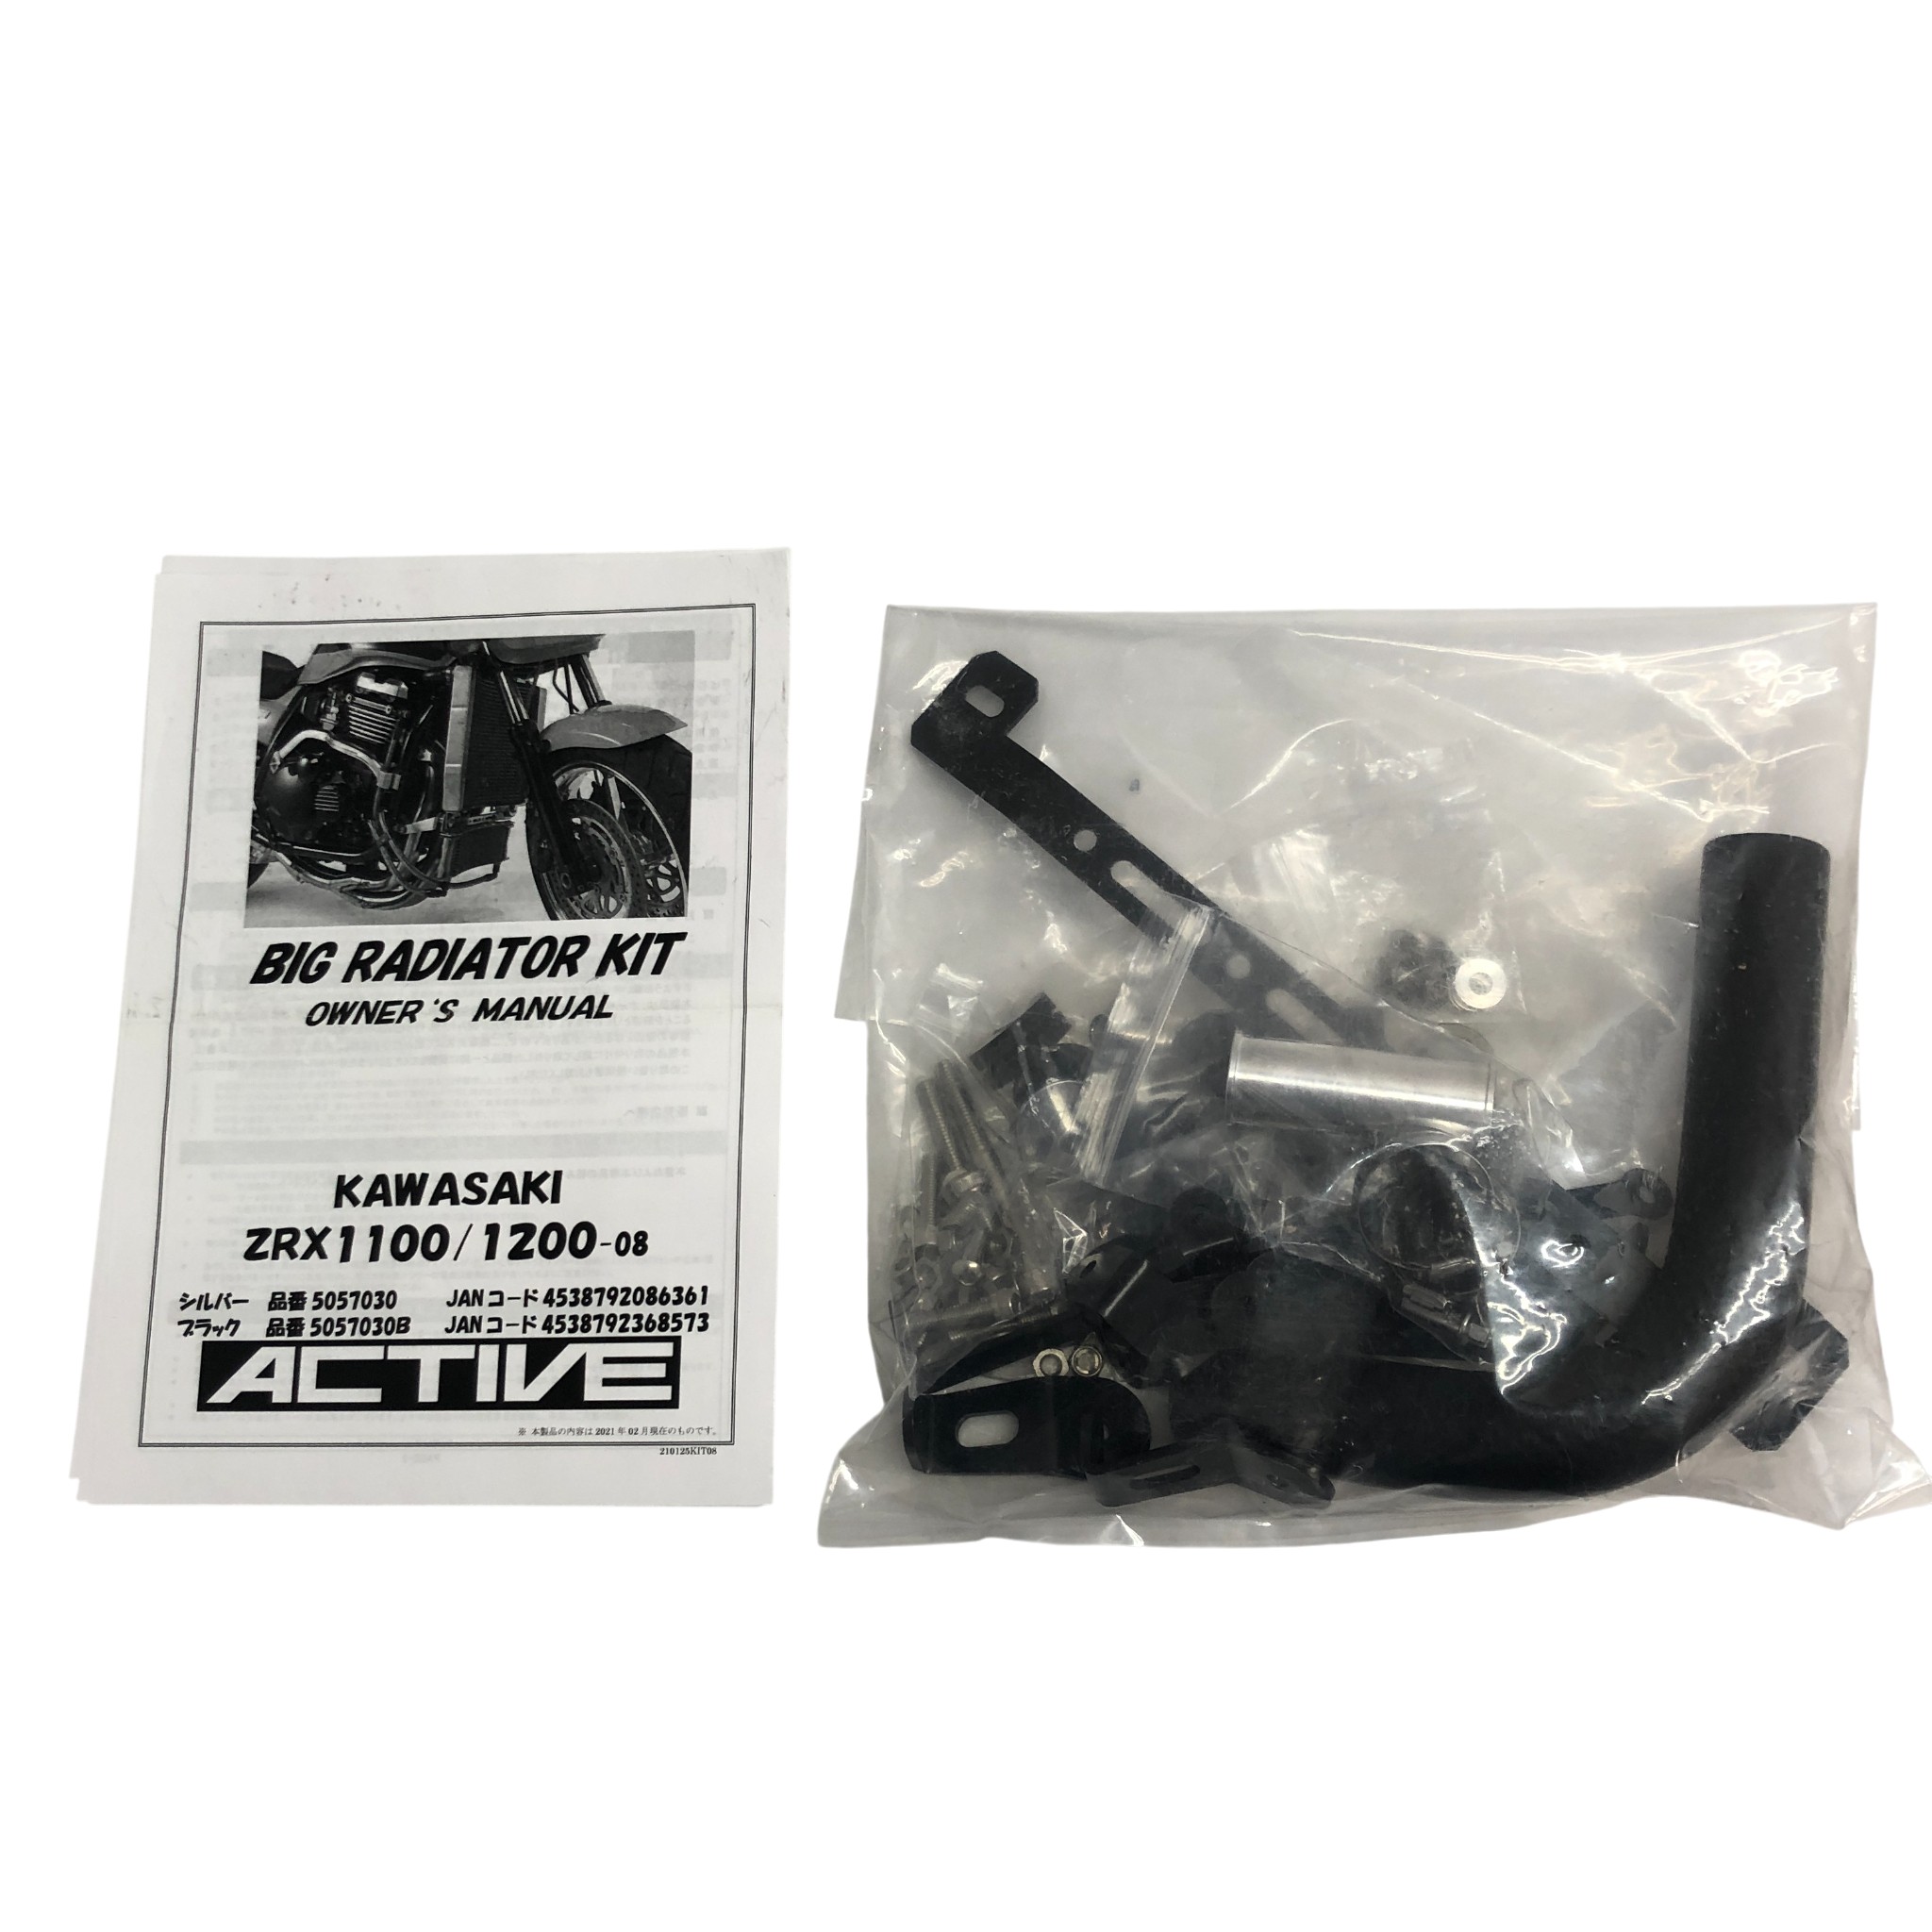 BIG RADIATOR KIT
OWNER'S MANUAL
KAWASAKI
ZRX1100/1200-08
シルバー 品番 5057030 JANコード 4538792086361
ブラック 品番 5057030B JANコード 4538792368573
ACTIVE
※ 本製品の内容は 2021 年 02 月現在のものです。
210125KIT08